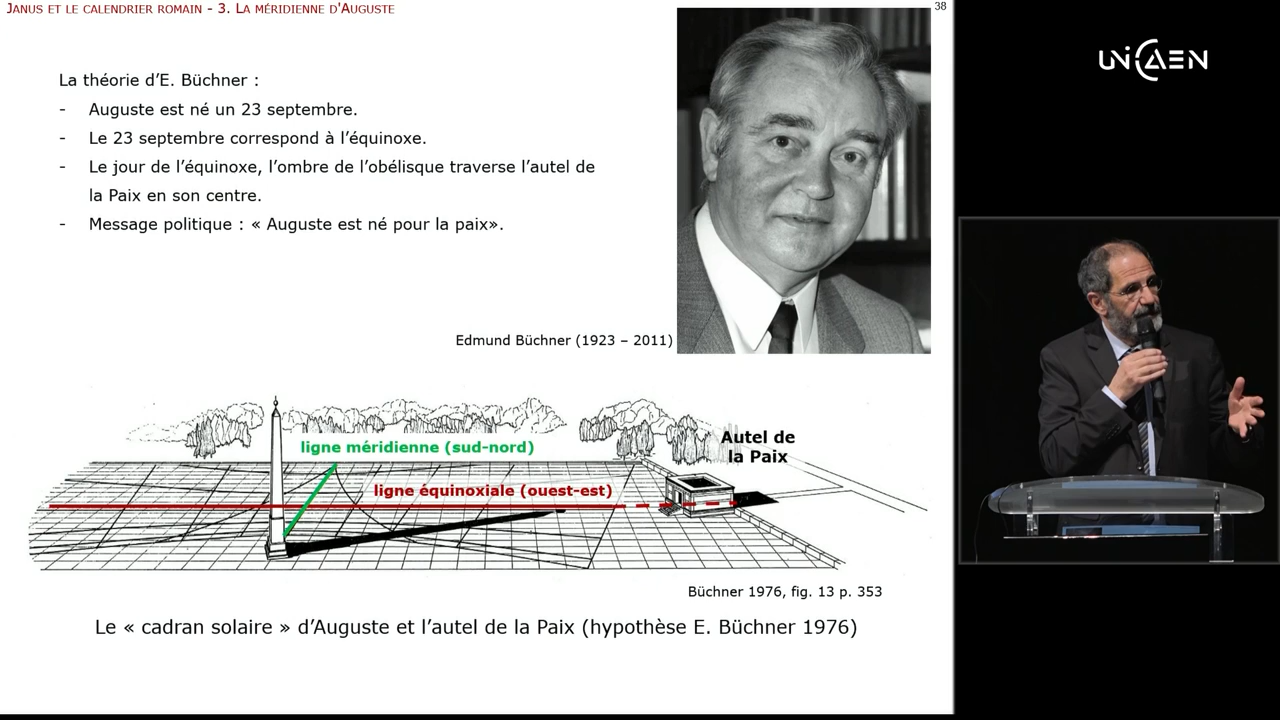 JANUS ET LE CALENDRIER ROMAIN - 3. LA MÉRIDIENNE D'AUGUSTE
38
UNICAEN
La théorie d’E. Büchner :
- Auguste est né un 23 septembre.
- Le 23 septembre correspond à l’équinoxe.
- Le jour de l’équinoxe, l’ombre de l’obélisque traverse l’autel de
la Paix en son centre.
- Message politique : « Auguste est né pour la paix».
Edmund Büchner (1923 – 2011)
ligne méridienne (sud-nord)
Autel de
la Paix
ligne équinoxiale (ouest-est)
Büchner 1976, fig. 13 p. 353
Le « cadran solaire » d’Auguste et l’autel de la Paix (hypothèse E. Büchner 1976)